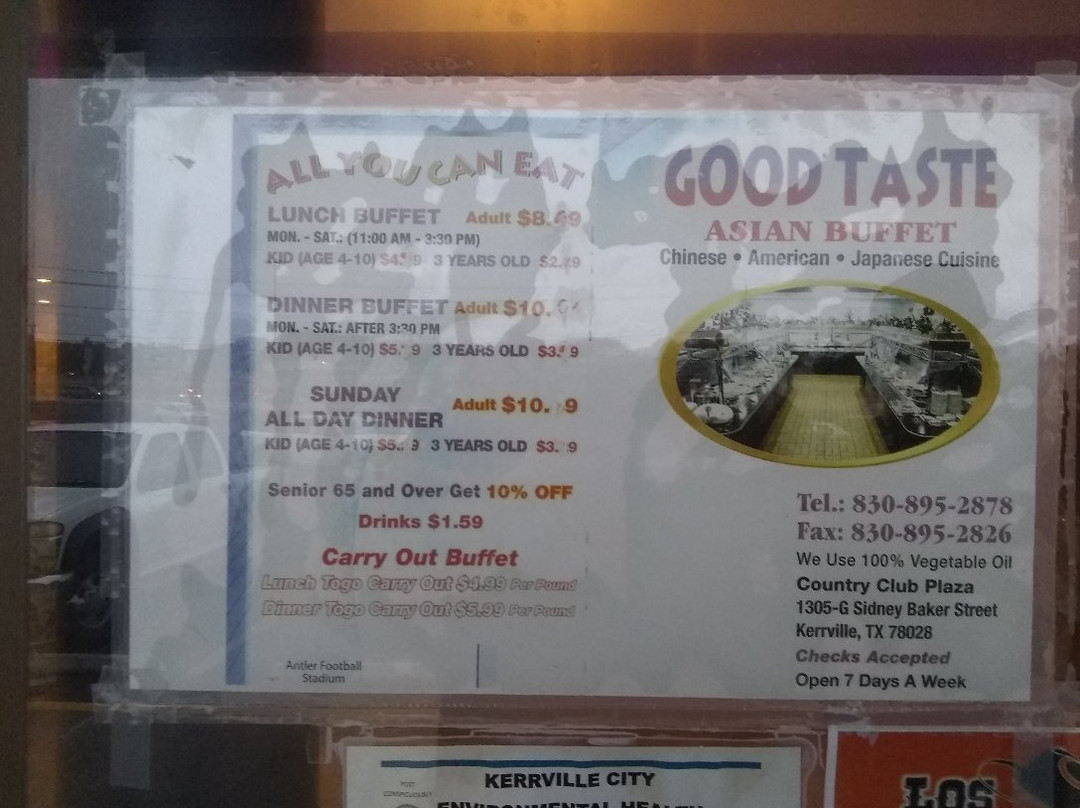 ALL YOU CAN EAT
LUNCH BUFFET Adult
MON. - SAT.: (11:00 AM - 3:30 PM)
KID (AGE 4-10) 3 YEARS OLD
DINNER BUFFET Adult
MON. - SAT.: AFTER 3:30 PM
KID (AGE 4-10) 3 YEARS OLD
SUNDAY
ALL DAY DINNER Adult
KID (AGE 4-10) 3 YEARS OLD
Senior 65 and Over Get 10% OFF
Drinks $1.59
Carry Out Buffet
Lunch Togo Carry Out $4.99 Per Pound
Dinner Togo Carry Out $5.99 Per Pound
Antler Football
Stadium
GOOD TASTE
ASIAN BUFFET
Chinese • American • Japanese Cuisine
Tel.: 830-895-2878
Fax: 830-895-2826
We Use 100% Vegetable Oil
Country Club Plaza
1305-G Sidney Baker Street
Kerrville, TX 78028
Checks Accepted
Open 7 Days A Week
KERRVILLE CITY
ENVIRONMENTAL HEALTH
LOS